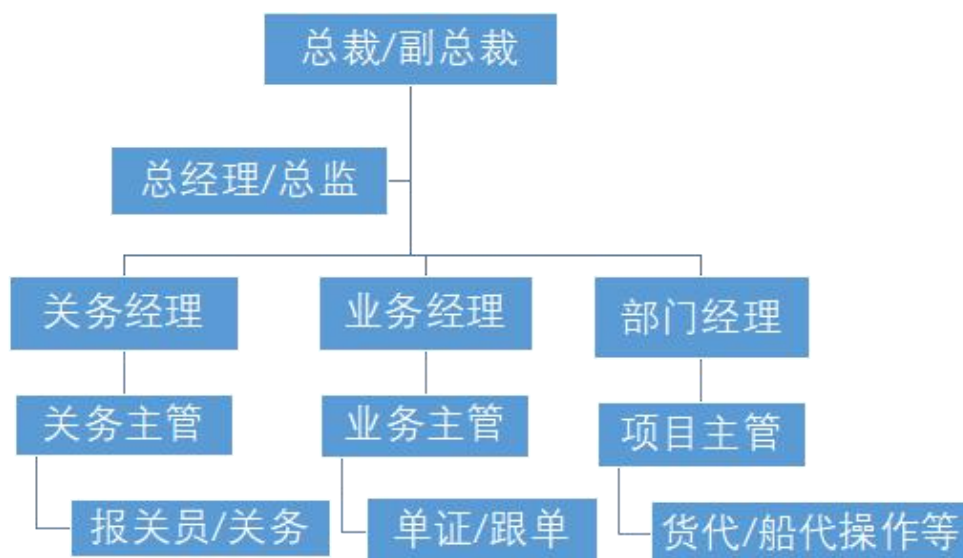 总裁/副总裁
总经理/总监
关务经理
业务经理
部门经理
关务主管
业务主管
项目主管
报关员/关务
单证/跟单
货代/船代操作等